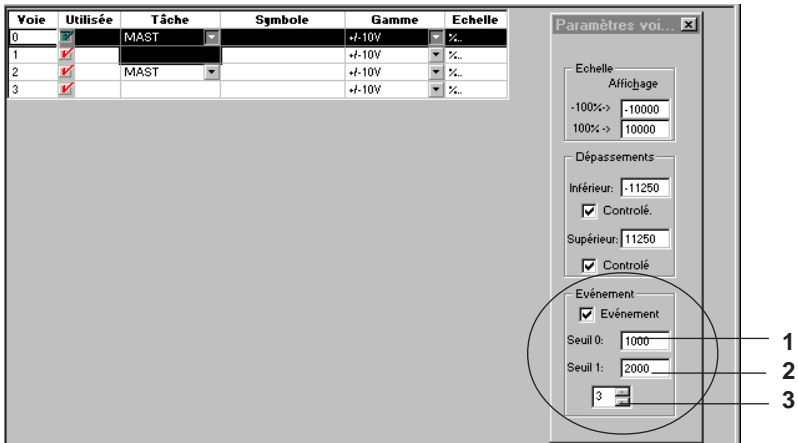 Voie Utilisée Tâche Symbole Gamme Echelle
0 MAST +/-10V %..
1 +/-10V %..
2 MAST +/-10V %..
3 +/-10V %..
Paramètres voi...
Echelle
Affichage
-100%-> -10000
100% -> 10000
Dépassements
Inférieur: -11250
Controlé.
Supérieur: 11250
Controlé
Evénement
Evénement
Seuil 0: 1000 1
Seuil 1: 2000 2
3 3